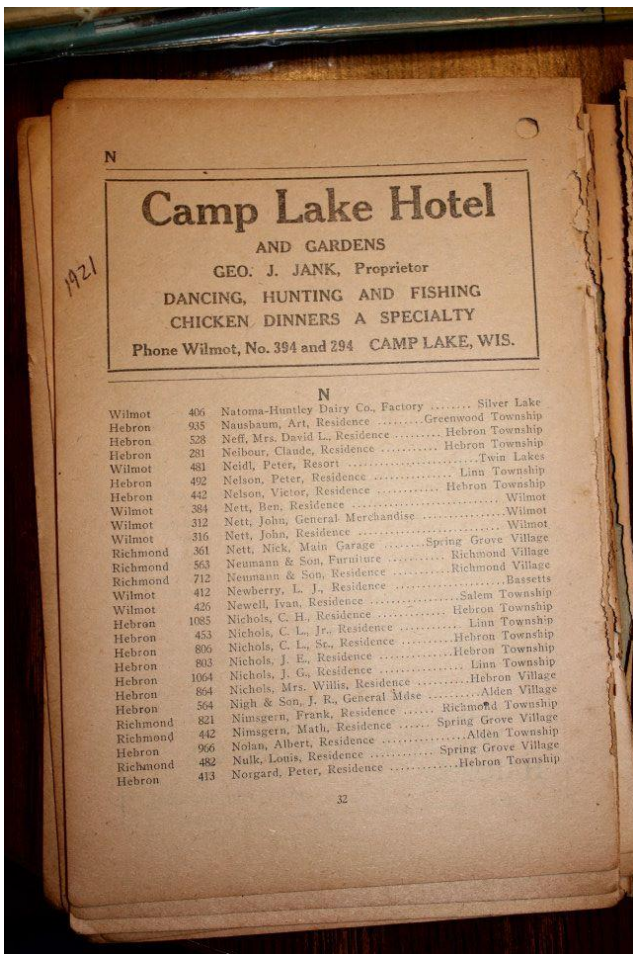 N
Camp Lake Hotel
AND GARDENS
GEO. J. JANK, Proprietor
DANCING, HUNTING AND FISHING
CHICKEN DINNERS A SPECIALTY
Phone Wilmot, No. 394 and 294 CAMP LAKE, WIS.
1921
N
Wilmot 406 Natoma-Huntley Dairy Co., Factory ........ Silver Lake
Hebron 935 Nausbaum, Art, Residence .........Greenwood Township
Hebron 528 Neff, Mrs. David L., Residence .......... Hebron Township
Hebron 281 Neibour, Claude, Residence .............. Hebron Township
Wilmot 481 Neidl, Peter, Resort .........................Twin Lakes
Hebron 492 Nelson, Peter, Residence ................. Linn Township
Hebron 442 Nelson, Victor, Residence .............. Hebron Township
Wilmot 384 Nett, Ben, Residence ......................... Wilmot
Wilmot 312 Nett, John, General Merchandise ................Wilmot
Wilmot 316 Nett, John, Residence ........................ Wilmot
Richmond 361 Nett, Nick, Main Garage ........Spring Grove Village
Richmond 563 Neumann & Son, Furniture ........... Richmond Village
Richmond 712 Neumann & Son, Residence ........... Richmond Village
Wilmot 412 Newberry, L. J., Residence .....................Bassetts
Wilmot 426 Newell, Ivan, Residence ................ Salem Township
Hebron 1085 Nichols, C. H., Residence ............. Hebron Township
Hebron 453 Nichols, C. L., Jr., Residence ............ Linn Township
Hebron 806 Nichols, C. L., Sr., Residence ...........Hebron Township
Hebron 803 Nichols, J. E., Residence ..............Hebron Township
Hebron 1064 Nichols, J. G., Residence ................ Linn Township
Hebron 864 Nichols, Mrs. Willis, Residence ...........Hebron Village
Hebron 564 Nigh & Son, J. R., General Mdse .........Alden Village
Richmond 821 Nimsgern, Frank, Residence ...... Richmond Township
Richmond 442 Nimsgern, Math, Residence ...... Spring Grove Village
Hebron 966 Nolan, Albert, Residence ...............Alden Township
Richmond 482 Nulk, Louis, Residence ............. Spring Grove Village
Hebron 413 Norgard, Peter, Residence .............Hebron Township
32